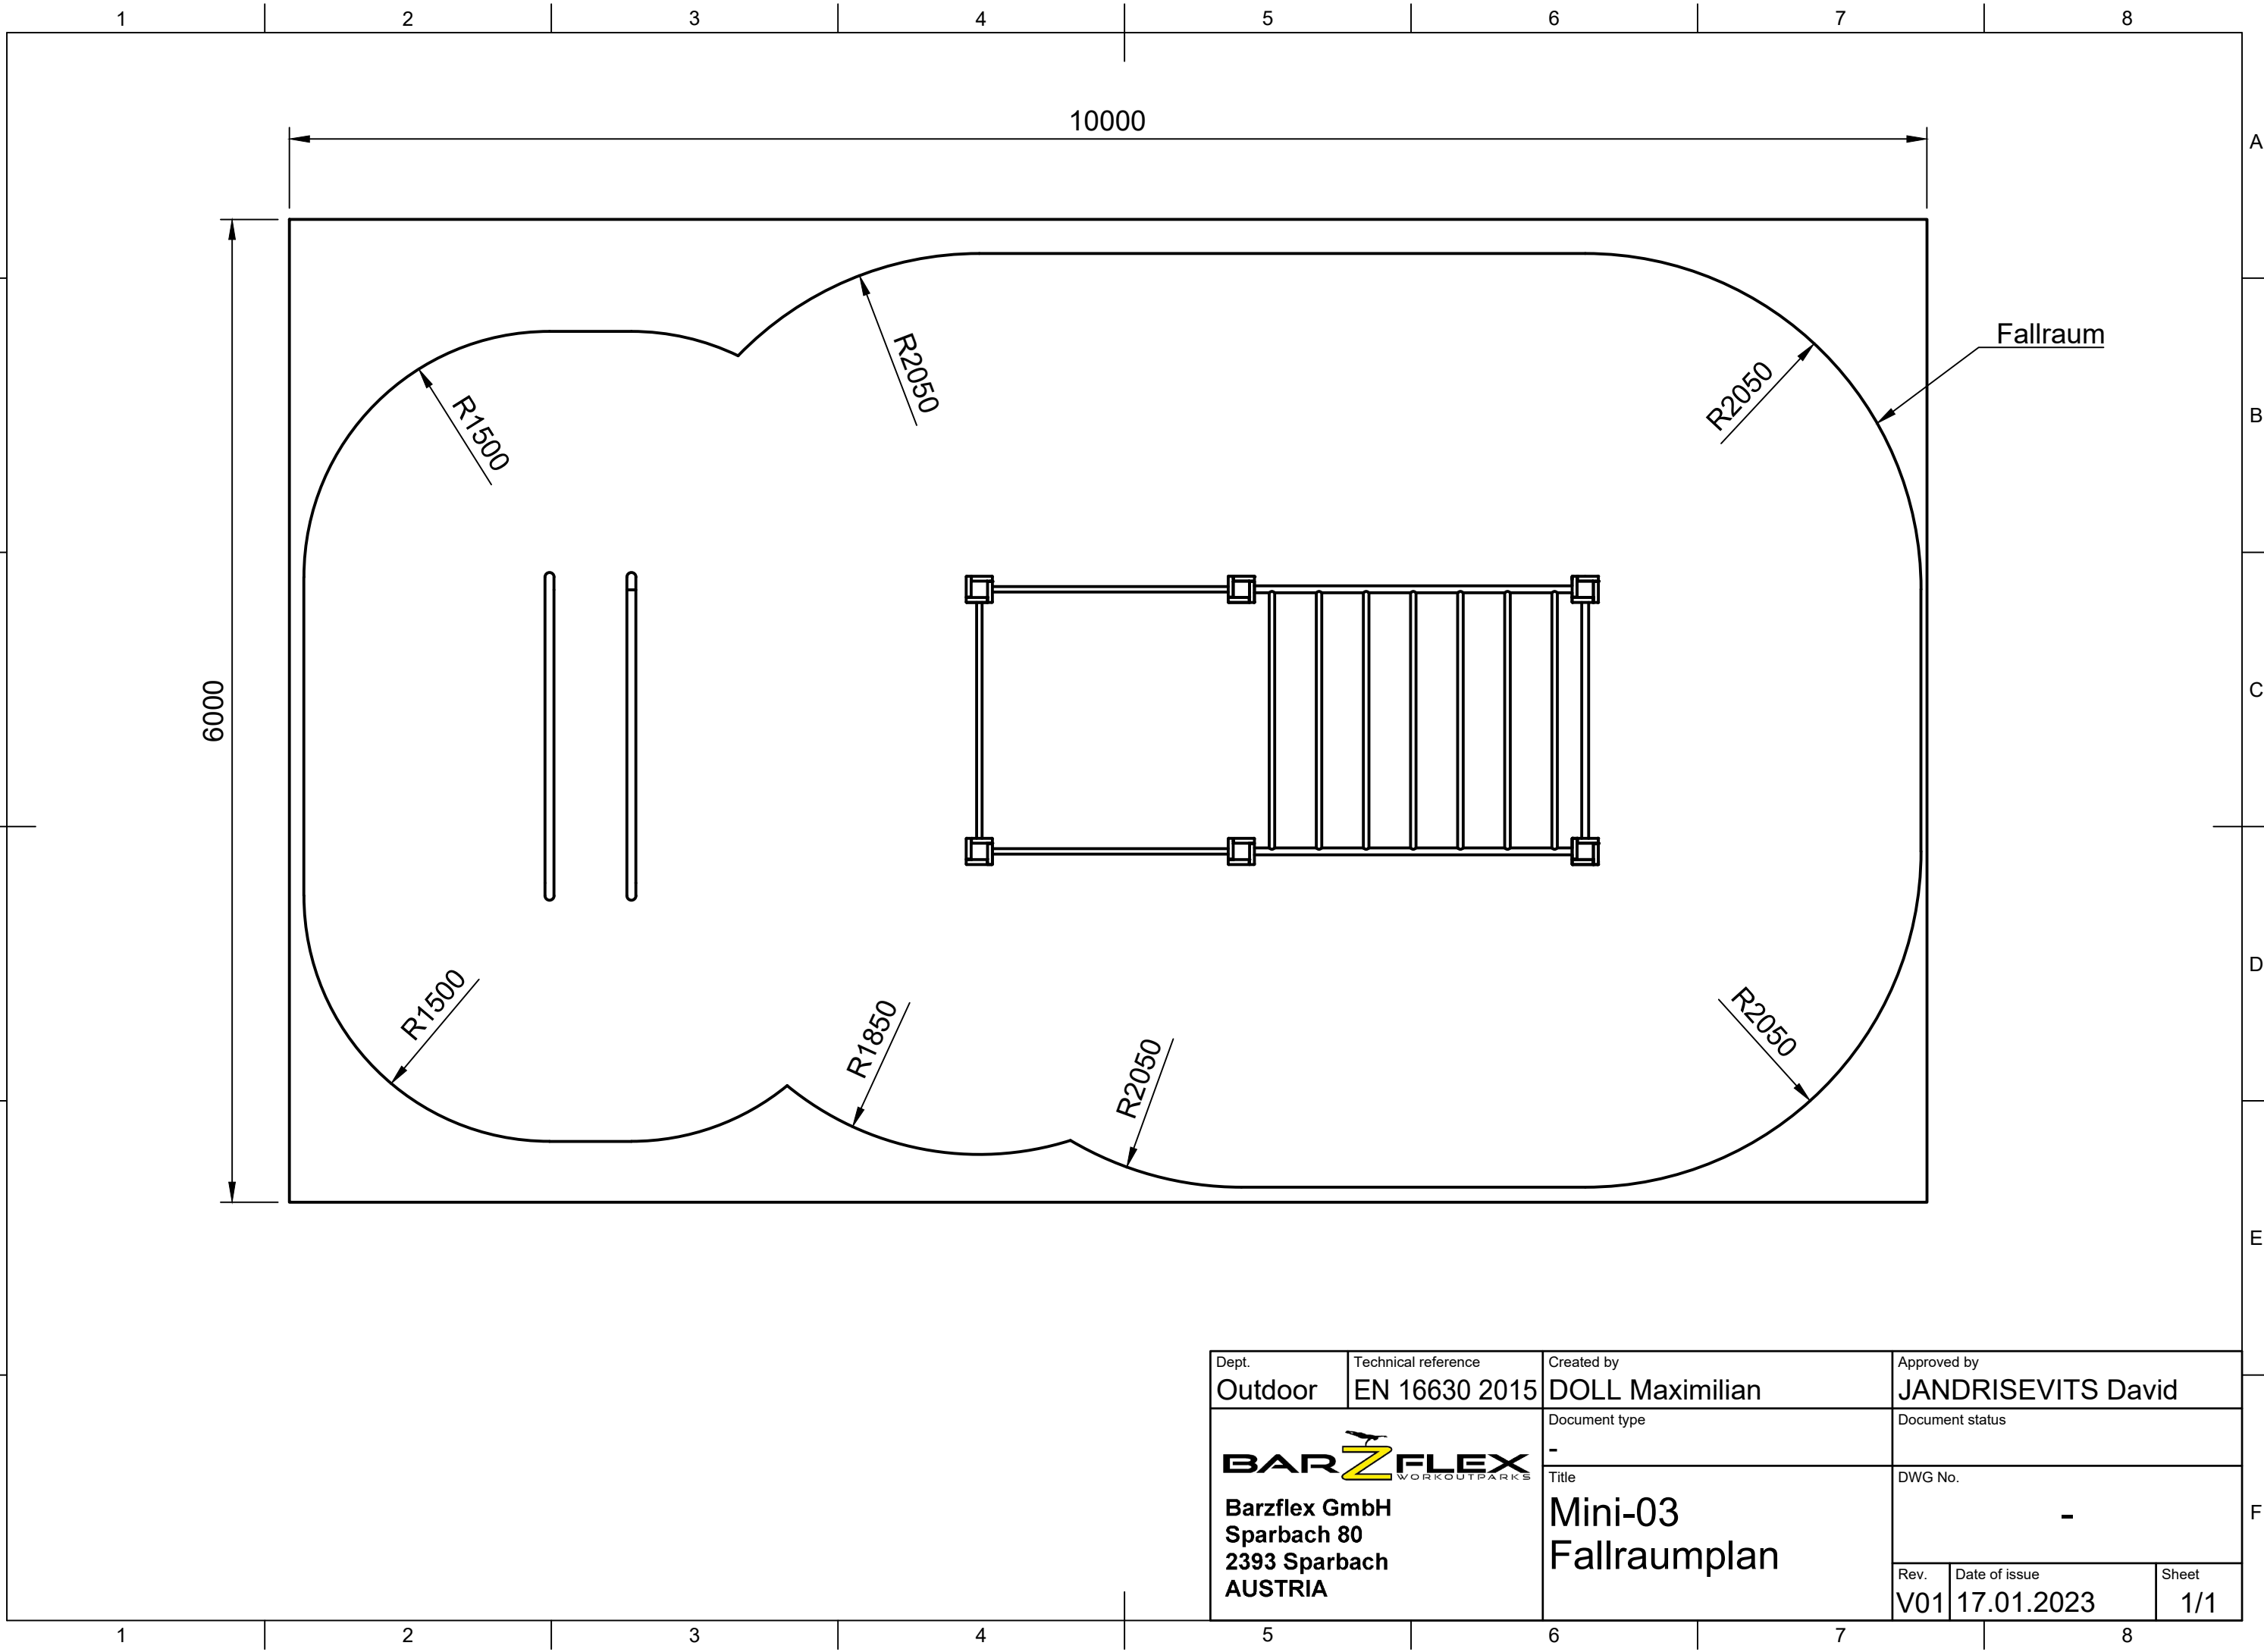 1 2 3 4 5 6 7 8
10000
A
Fallraum
R2050
R2050
R1500
B
6000
C
R1500
R1850
R2050
R2050
D
E
Dept.
Outdoor
Technical reference
EN 16630 2015
Created by
DOLL Maximilian
Approved by
JANDRISEVITS David
BARZFLEX
WORKOUTPARKS
Barzflex GmbH
Sparbach 80
2393 Sparbach
AUSTRIA
Document type
-
Document status
Title
Mini-03
Fallraumplan
DWG No.
-
F
Rev.
V01
Date of issue
17.01.2023
Sheet
1/1
1 2 3 4 5 6 7 8